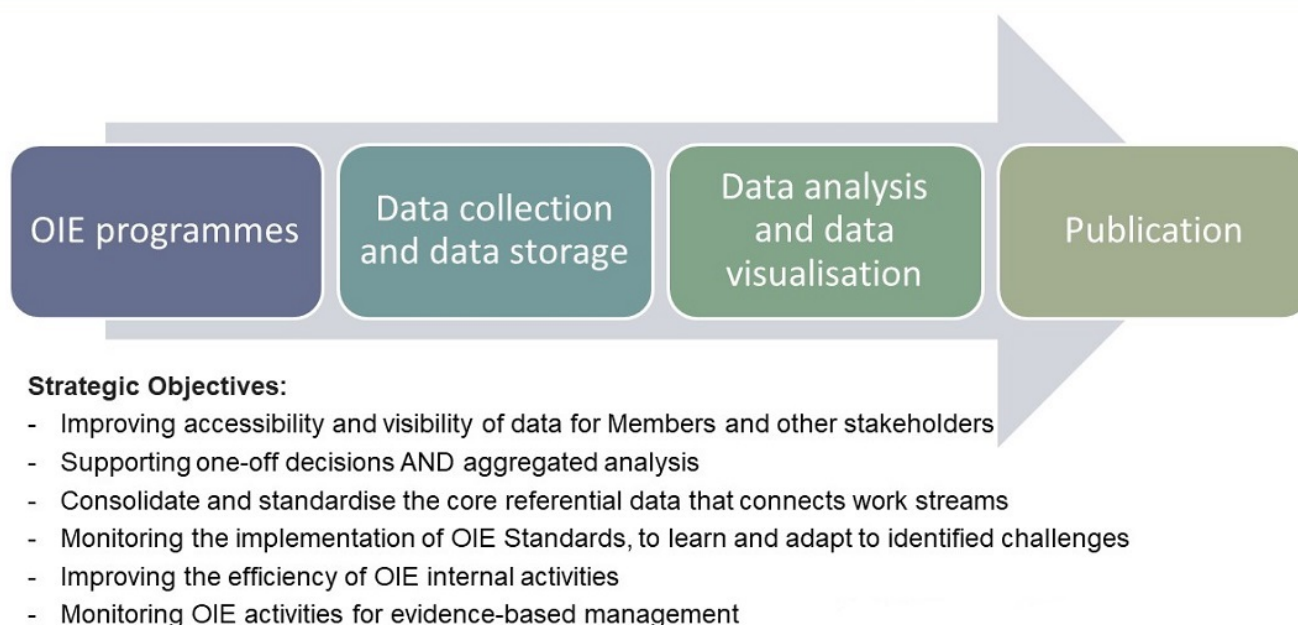 OIE programmes
Data collection
and data storage
Data analysis
and data
visualisation
Publication
Strategic Objectives:
- Improving accessibility and visibility of data for Members and other stakeholders
- Supporting one-off decisions AND aggregated analysis
- Consolidate and standardise the core referential data that connects work streams
- Monitoring the implementation of OIE Standards, to learn and adapt to identified challenges
- Improving the efficiency of OIE internal activities
- Monitoring OIE activities for evidence-based management